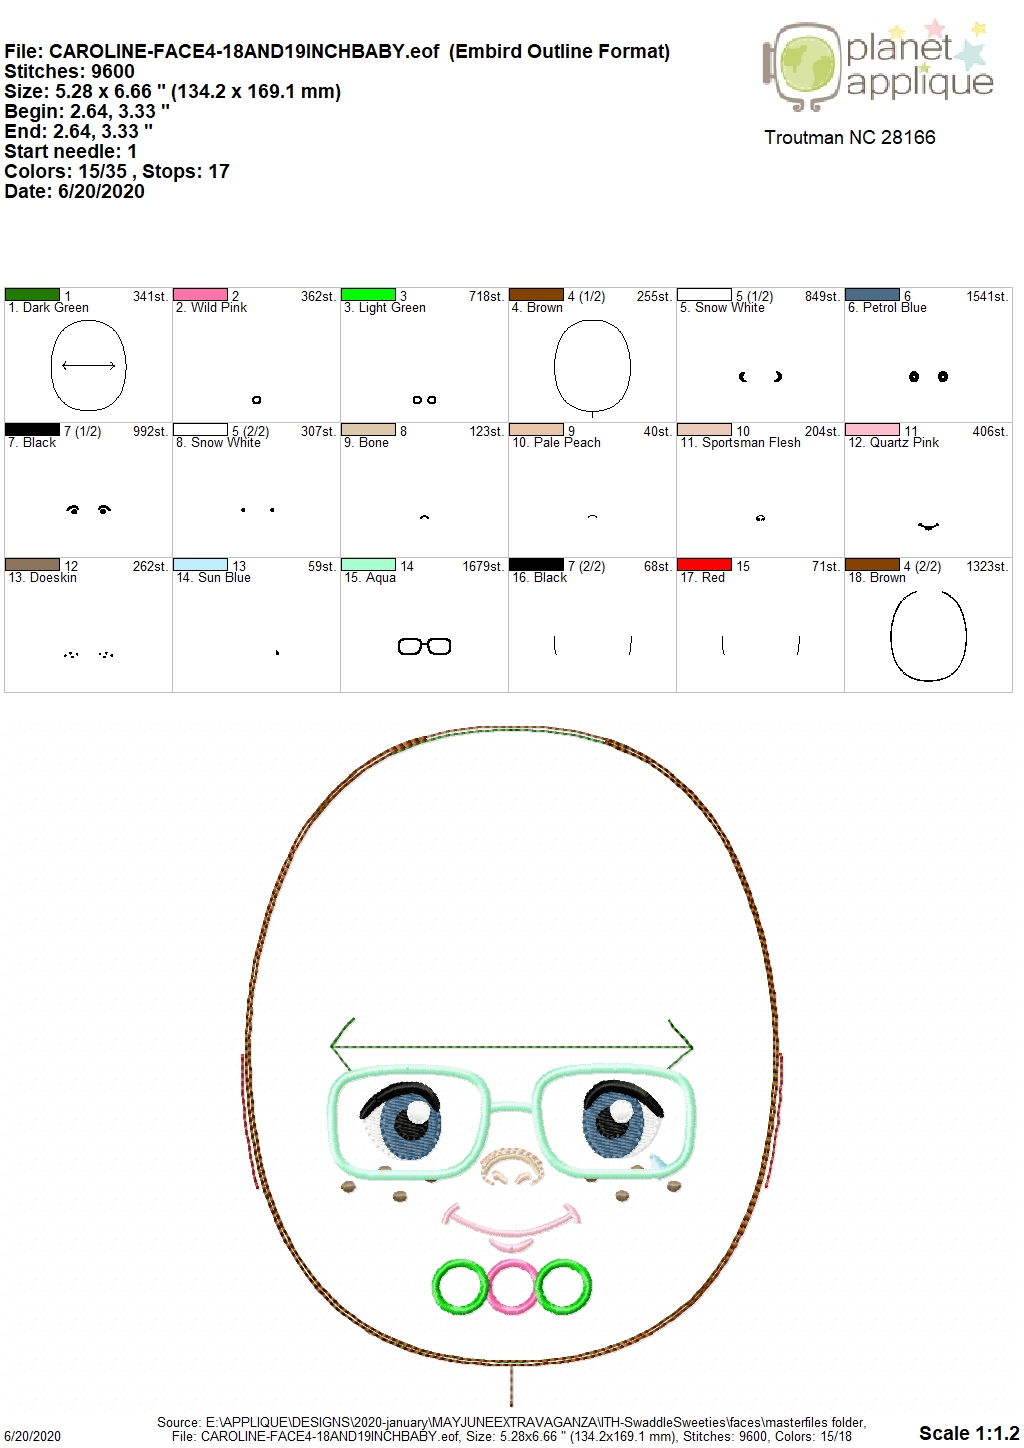 File: CAROLINE-FACE4-18AND19INCHBABY.eof (Embird Outline Format)
Stitches: 9600
Size: 5.28 x 6.66 " (134.2 x 169.1 mm)
Begin: 2.64, 3.33 "
End: 2.64, 3.33 "
Start needle: 1
Colors: 15/35 , Stops: 17
Date: 6/20/2020
planet
applique
Troutman NC 28166
1 341st. 2 362st. 3 718st. 4 (1/2) 255st. 5 (1/2) 849st. 6 1541st.
1. Dark Green 2. Wild Pink 3. Light Green 4. Brown 5. Snow White 6. Petrol Blue
7 (1/2) 992st. 5 (2/2) 307st. 8 123st. 9 40st. 10 204st. 11 406st.
7. Black 8. Snow White 9. Bone 10. Pale Peach 11. Sportsman Flesh 12. Quartz Pink
12 262st. 13 59st. 14 1679st. 7 (2/2) 68st. 15 71st. 4 (2/2) 1323st.
13. Doeskin 14. Sun Blue 15. Aqua 16. Black 17. Red 18. Brown
Source: E:\APPLIQUE\DESIGNS\2020-january\MAYJUNEEXTRAVAGANZA\ITH-SwaddleSweeties\faces\masterfiles folder,
6/20/2020 File: CAROLINE-FACE4-18AND19INCHBABY.eof, Size: 5.28x6.66 " (134.2x169.1 mm), Stitches: 9600, Colors: 15/18 Scale 1:1.2